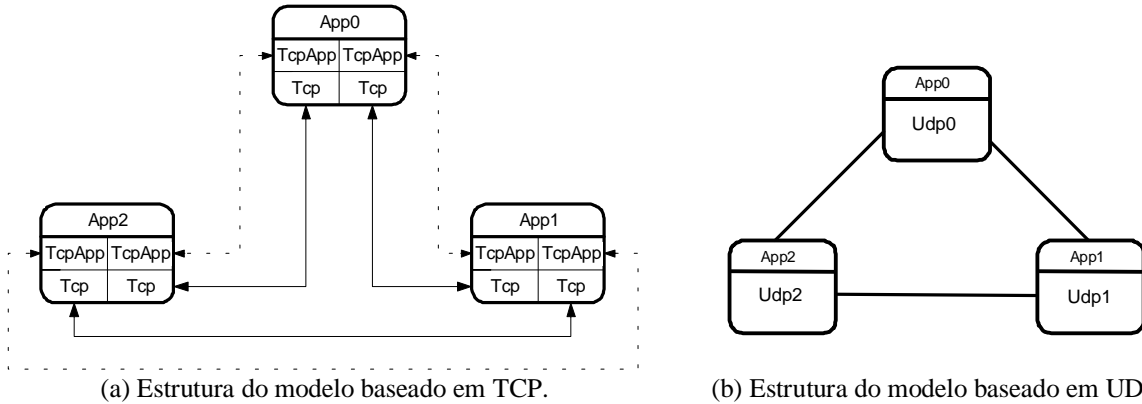 App0
TcpApp TcpApp
Tcp Tcp
App2
TcpApp TcpApp
Tcp Tcp
App1
TcpApp TcpApp
Tcp Tcp
(a) Estrutura do modelo baseado em TCP.
App0
Udp0
App2
Udp2
App1
Udp1
(b) Estrutura do modelo baseado em UD